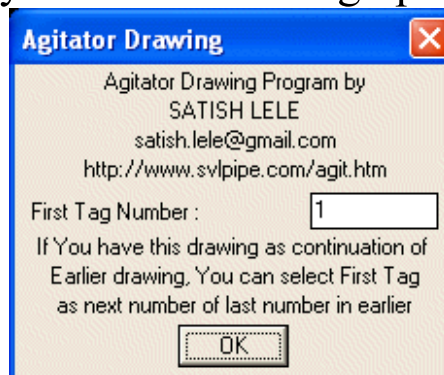 Agitator Drawing
Agitator Drawing Program by
SATISH LELE
satish.lele@gmail.com
http://www.svlpipe.com/agit.htm
First Tag Number : 1
If You have this drawing as continuation of
Earlier drawing, You can select First Tag
as next number of last number in earlier
OK